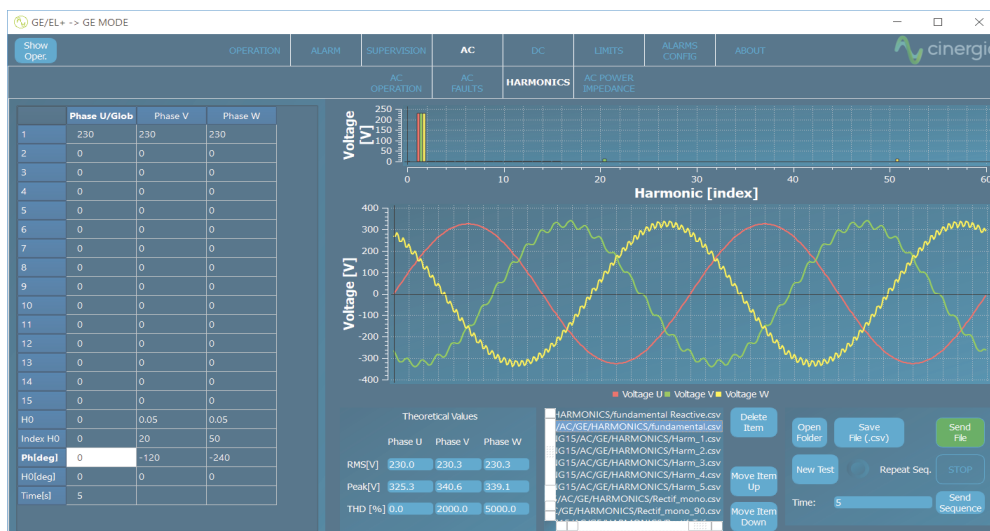 GE/EL+ -> GE MODE
Show Oper.
OPERATION ALARM SUPERVISION AC DC LIMITS ALARMS CONFIG ABOUT
cinergia
AC OPERATION AC FAULTS HARMONICS AC POWER IMPEDANCE
Phase U/Glob Phase V Phase W
1 230 230 230
2 0 0 0
3 0 0 0
4 0 0 0
5 0 0 0
6 0 0 0
7 0 0 0
8 0 0 0
9 0 0 0
10 0 0 0
11 0 0 0
12 0 0 0
13 0 0 0
14 0 0 0
15 0 0 0
H0 0 0.05 0.05
Index H0 0 20 50
Ph[deg] 0 -120 -240
H0[deg] 0 0 0
Time[s] 5
Voltage [V]
250
200
150
100
50
0
0 10 20 30 40 50 60
Harmonic [index]
Voltage [V]
400
300
200
100
0
-100
-200
-300
-400
Voltage U Voltage V Voltage W
Theoretical Values
Phase U Phase V Phase W
RMS[V] 230.0 230.3 230.3
Peak[V] 325.3 340.6 339.1
THD [%] 0.0 2000.0 5000.0
HARMONICS/fundamental Reactive.csv
/AC/GE/HARMONICS/fundamental.csv
NG15/AC/GE/HARMONICS/Harm_1.csv
NG15/AC/GE/HARMONICS/Harm_2.csv
NG15/AC/GE/HARMONICS/Harm_3.csv
NG15/AC/GE/HARMONICS/Harm_4.csv
NG15/AC/GE/HARMONICS/Harm_5.csv
/AC/GE/HARMONICS/Rectif_mono.csv
/GE/HARMONICS/Rectif_mono_90.csv
Delete Item
Move Item Up
Move Item Down
Open Folder
Save File (.csv)
Send File
New Test
Repeat Seq.
STOP
Time: 5
Send Sequence